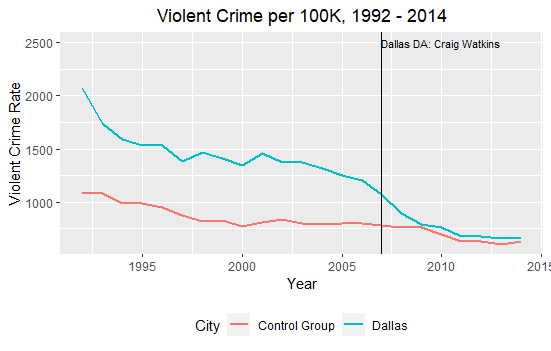 Violent Crime per 100K, 1992 - 2014
2500
Dallas DA: Craig Watkins
2000
1500
1000
Violent Crime Rate
1995 2000 2005 2010 2015
Year
City Control Group Dallas